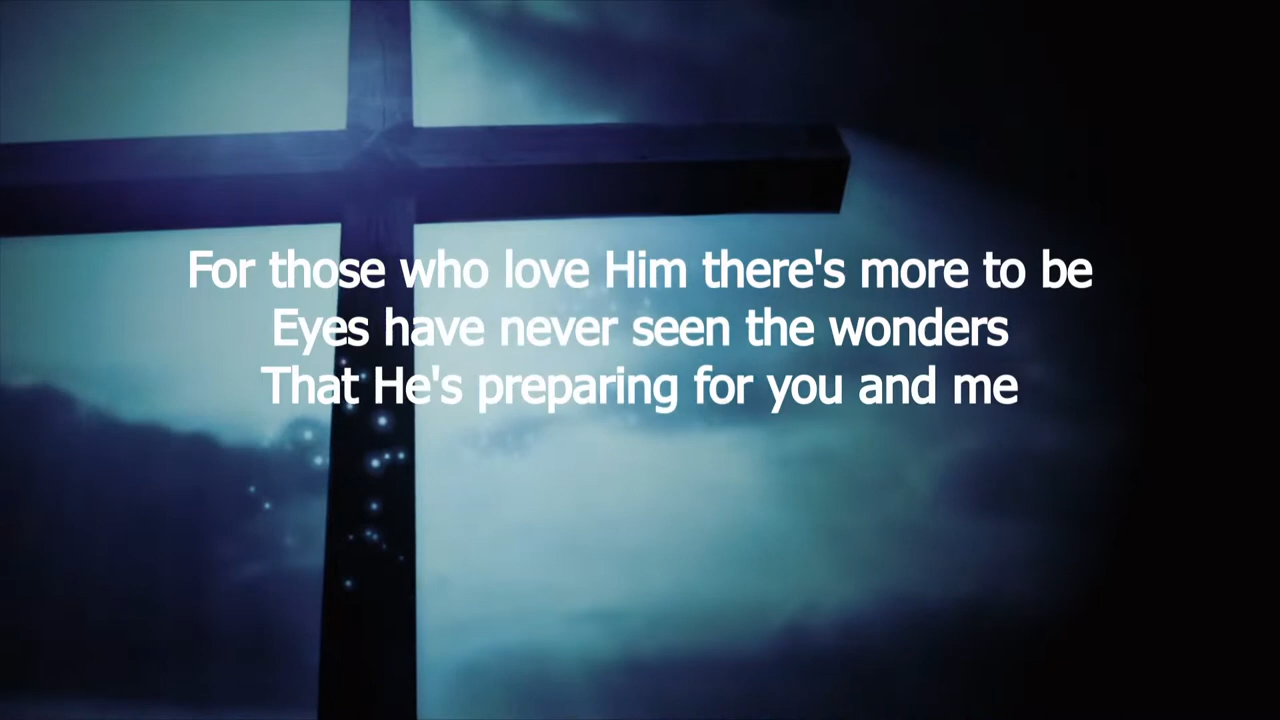 For those who love Him there's more to be
Eyes have never seen the wonders
That He's preparing for you and me